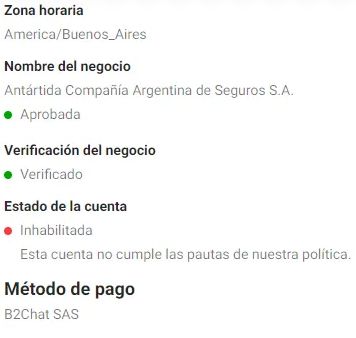 Zona horaria
America/Buenos_Aires
Nombre del negocio
Antártida Compañía Argentina de Seguros S.A.
Aprobada
Verificación del negocio
Verificado
Estado de la cuenta
Inhabilitada
Esta cuenta no cumple las pautas de nuestra política.
Método de pago
B2Chat SAS